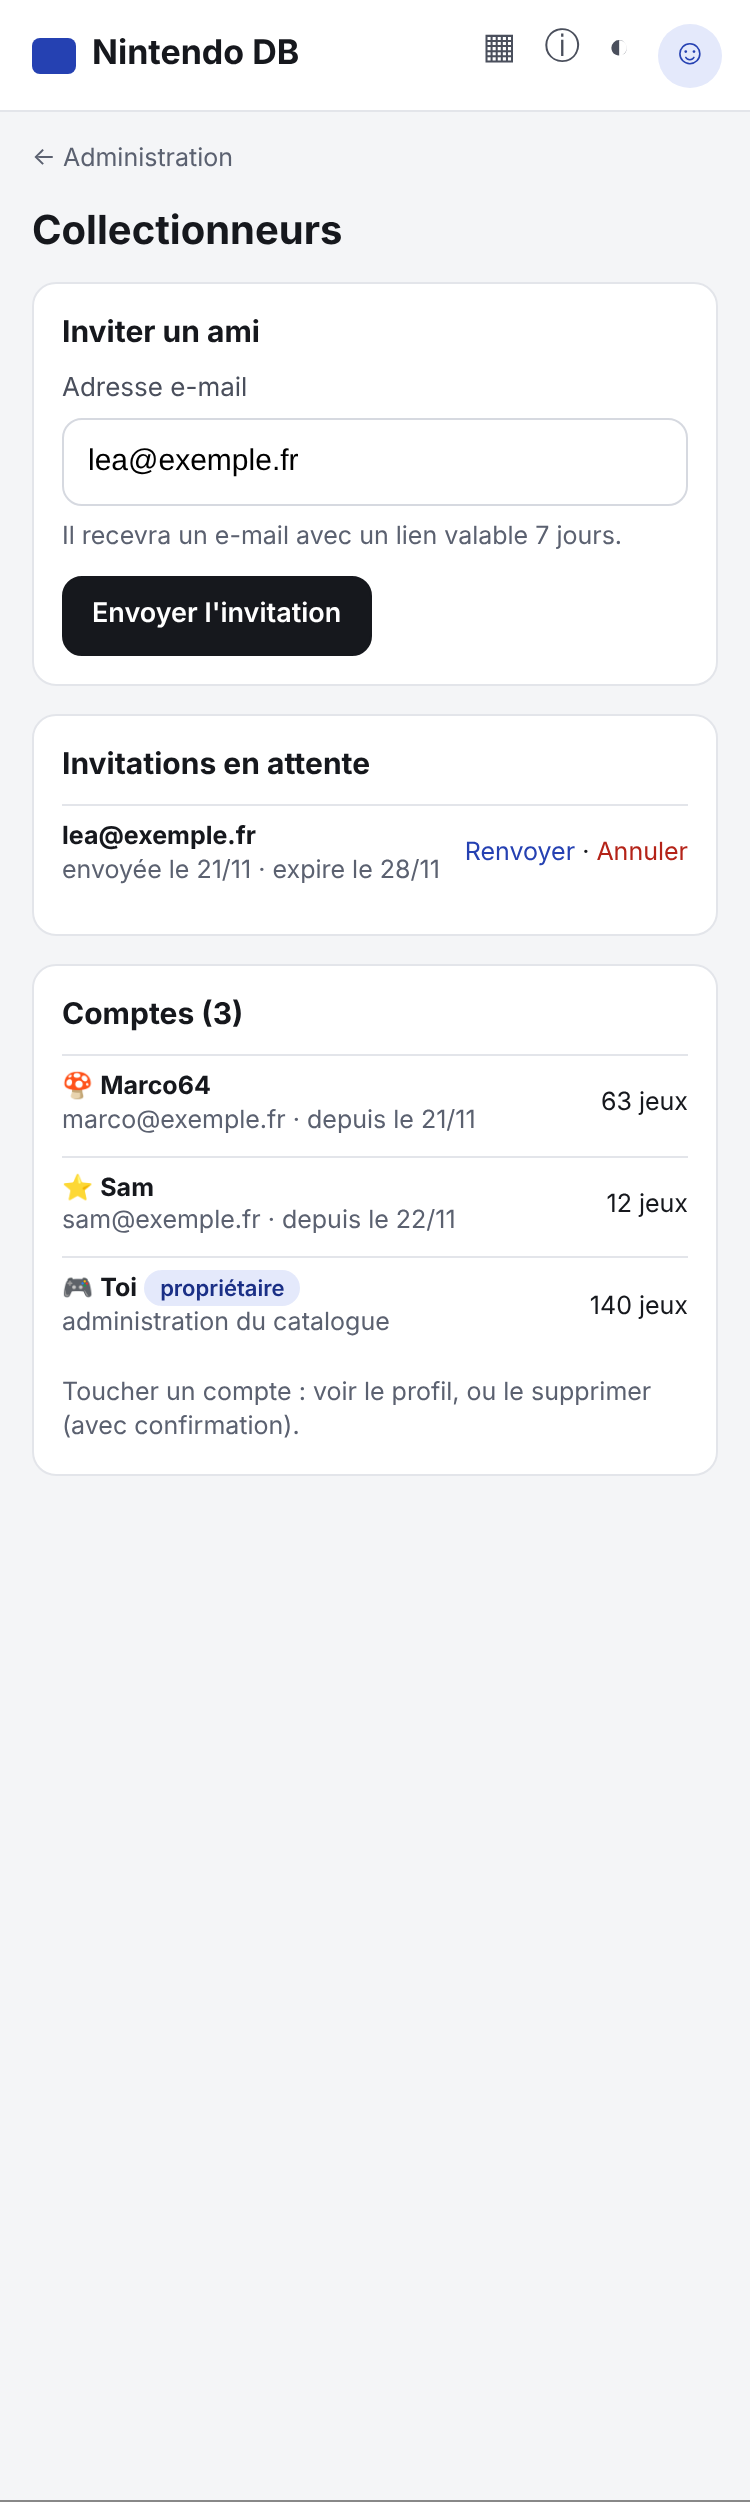 Nintendo DB
← Administration
Collectionneurs
Inviter un ami
Adresse e-mail
lea@exemple.fr
Il recevra un e-mail avec un lien valable 7 jours.
Envoyer l'invitation
Invitations en attente
lea@exemple.fr
envoyée le 21/11 · expire le 28/11
Renvoyer · Annuler
Comptes (3)
🍄 Marco64
marco@exemple.fr · depuis le 21/11
63 jeux
⭐ Sam
sam@exemple.fr · depuis le 22/11
12 jeux
🎮 Toi propriétaire
administration du catalogue
140 jeux
Toucher un compte : voir le profil, ou le supprimer
(avec confirmation).